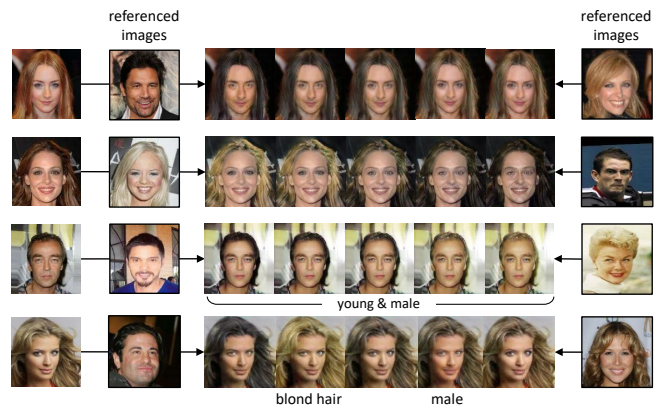 referenced
images
referenced
images
young & male
blond hair
male